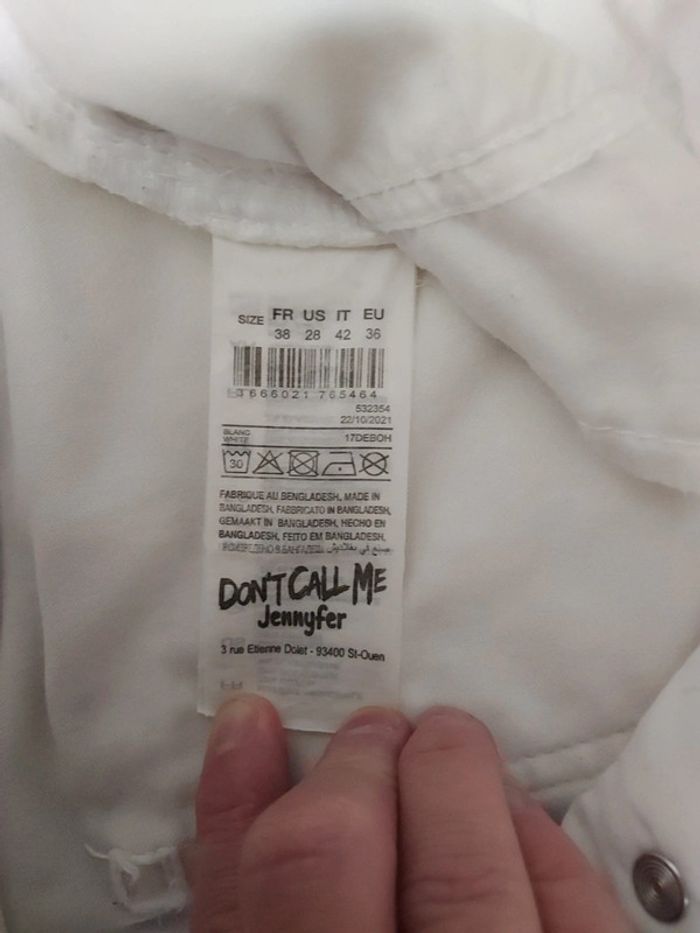 SIZE FR US IT EU
38 28 42 36
3 666021 765464
532354
22/10/2021
BLANC
WHITE 17DEBOH
30
FABRIQUE AU BENGLADESH, MADE IN
BANGLADESH, FABBRICATO IN BANGLADESH,
GEMAAKT IN BANGLADESH, HECHO EN
BANGLADESH, FEITO EM BANGLADESH,
DON'T CALL ME
Jennyfer
3 rue Etienne Dolet - 93400 St-Ouen